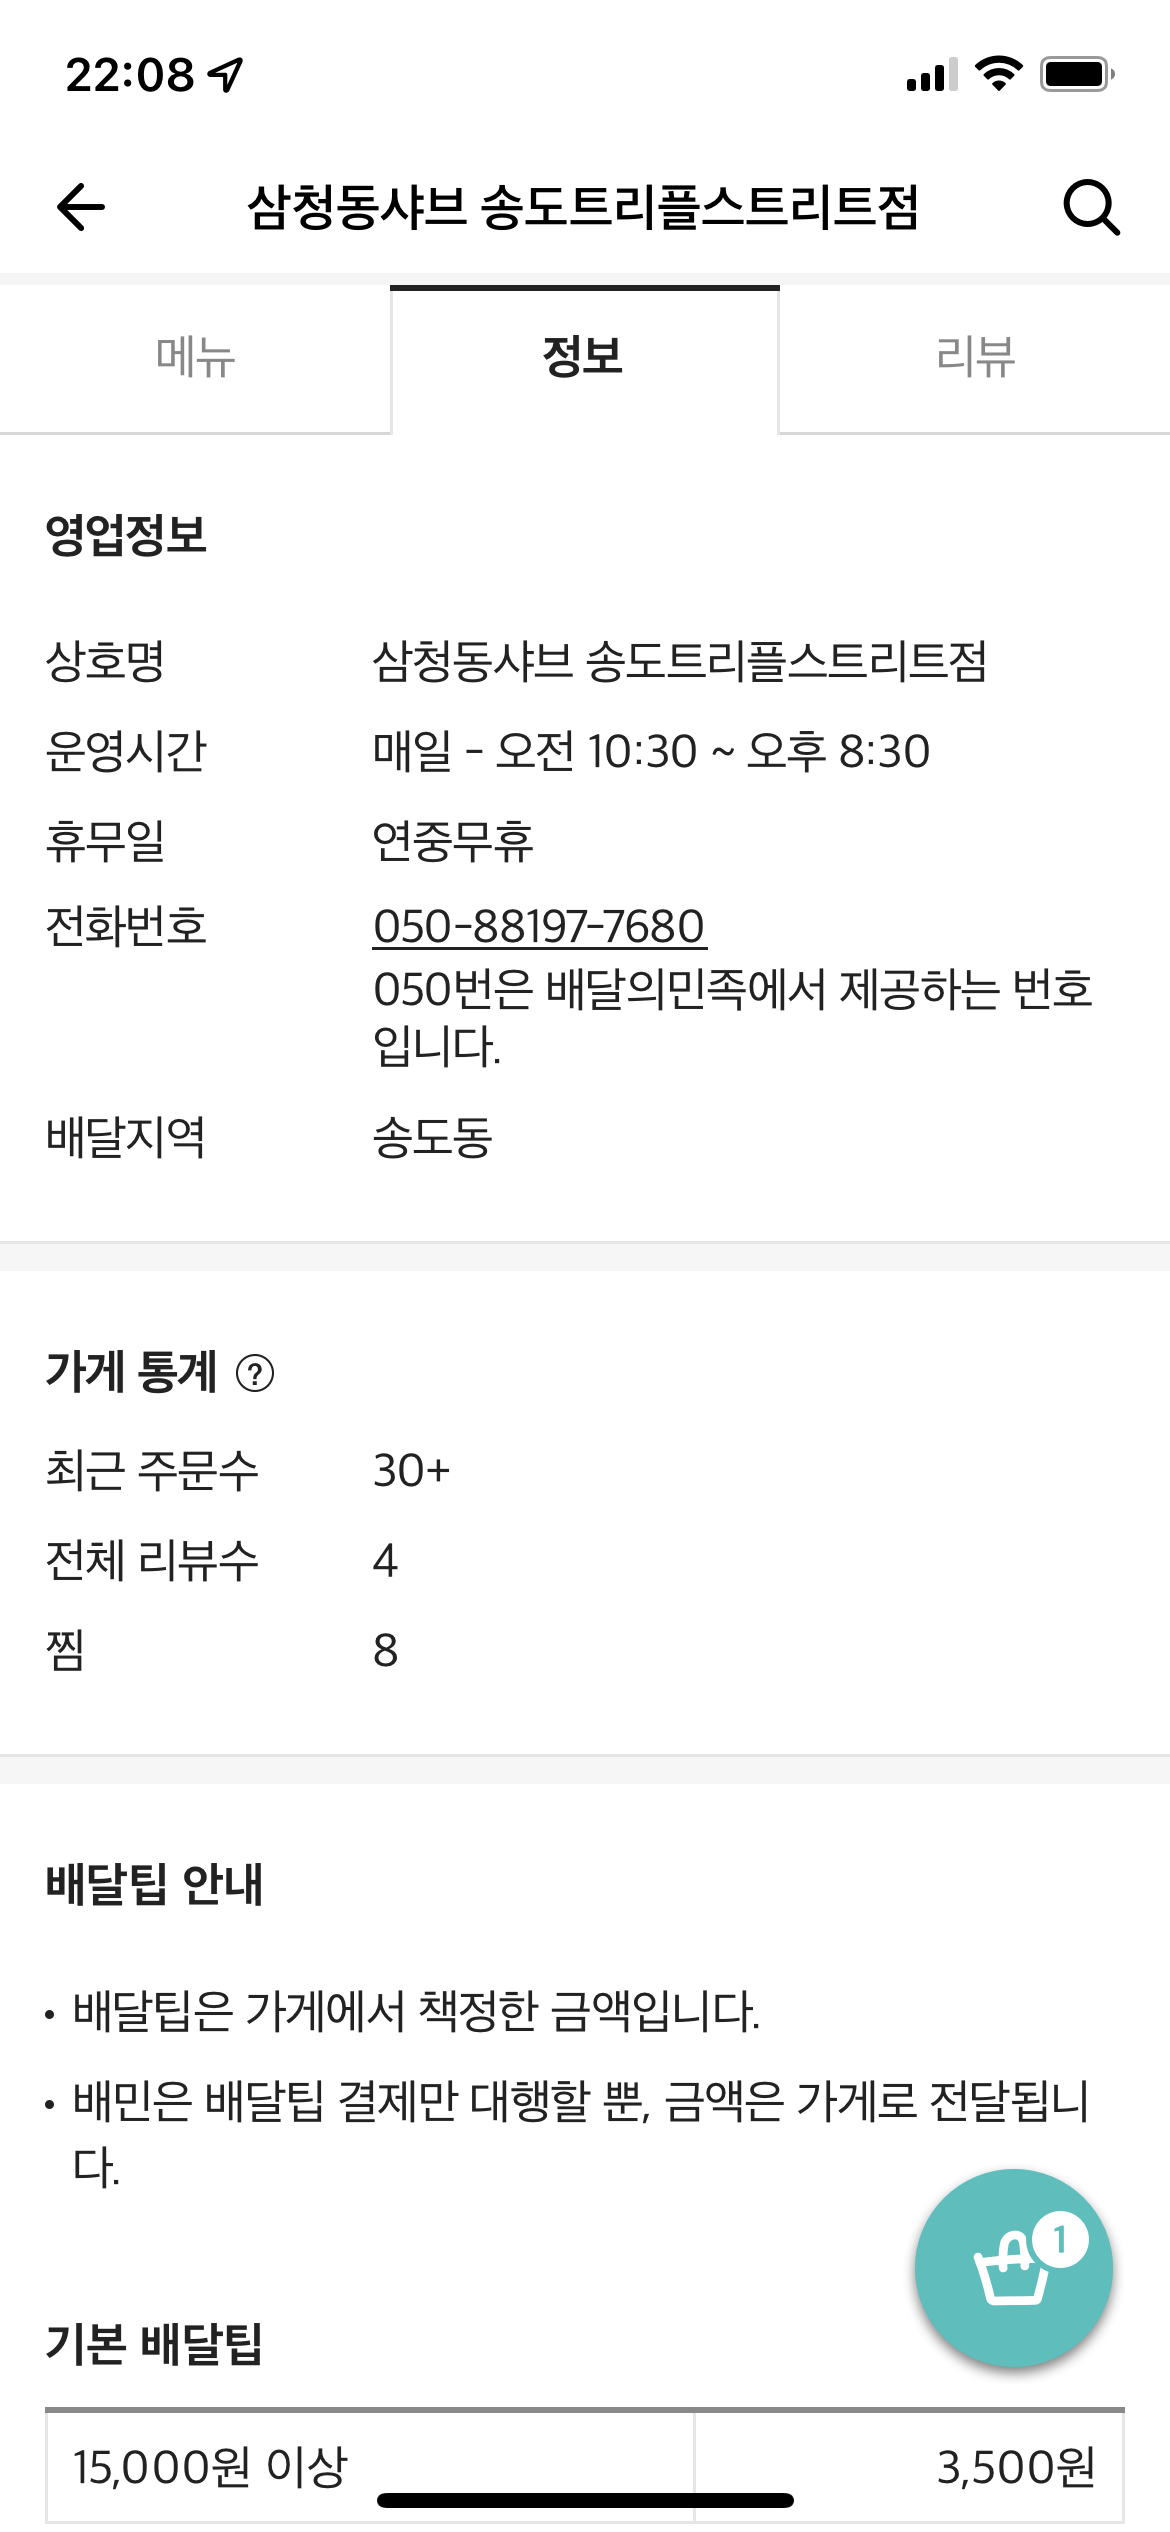 22:08
삼청동샤브 송도트리플스트리트점
메뉴 정보 리뷰
영업정보
상호명 삼청동샤브 송도트리플스트리트점
운영시간 매일 - 오전 10:30 ~ 오후 8:30
휴무일 연중무휴
전화번호 050-88197-7680
050번은 배달의민족에서 제공하는 번호
입니다.
배달지역 송도동
가게 통계 ?
최근 주문수 30+
전체 리뷰수 4
찜 8
배달팁 안내
• 배달팁은 가게에서 책정한 금액입니다.
• 배민은 배달팁 결제만 대행할 뿐, 금액은 가게로 전달됩니
다.
1
기본 배달팁
15,000원 이상 3,500원